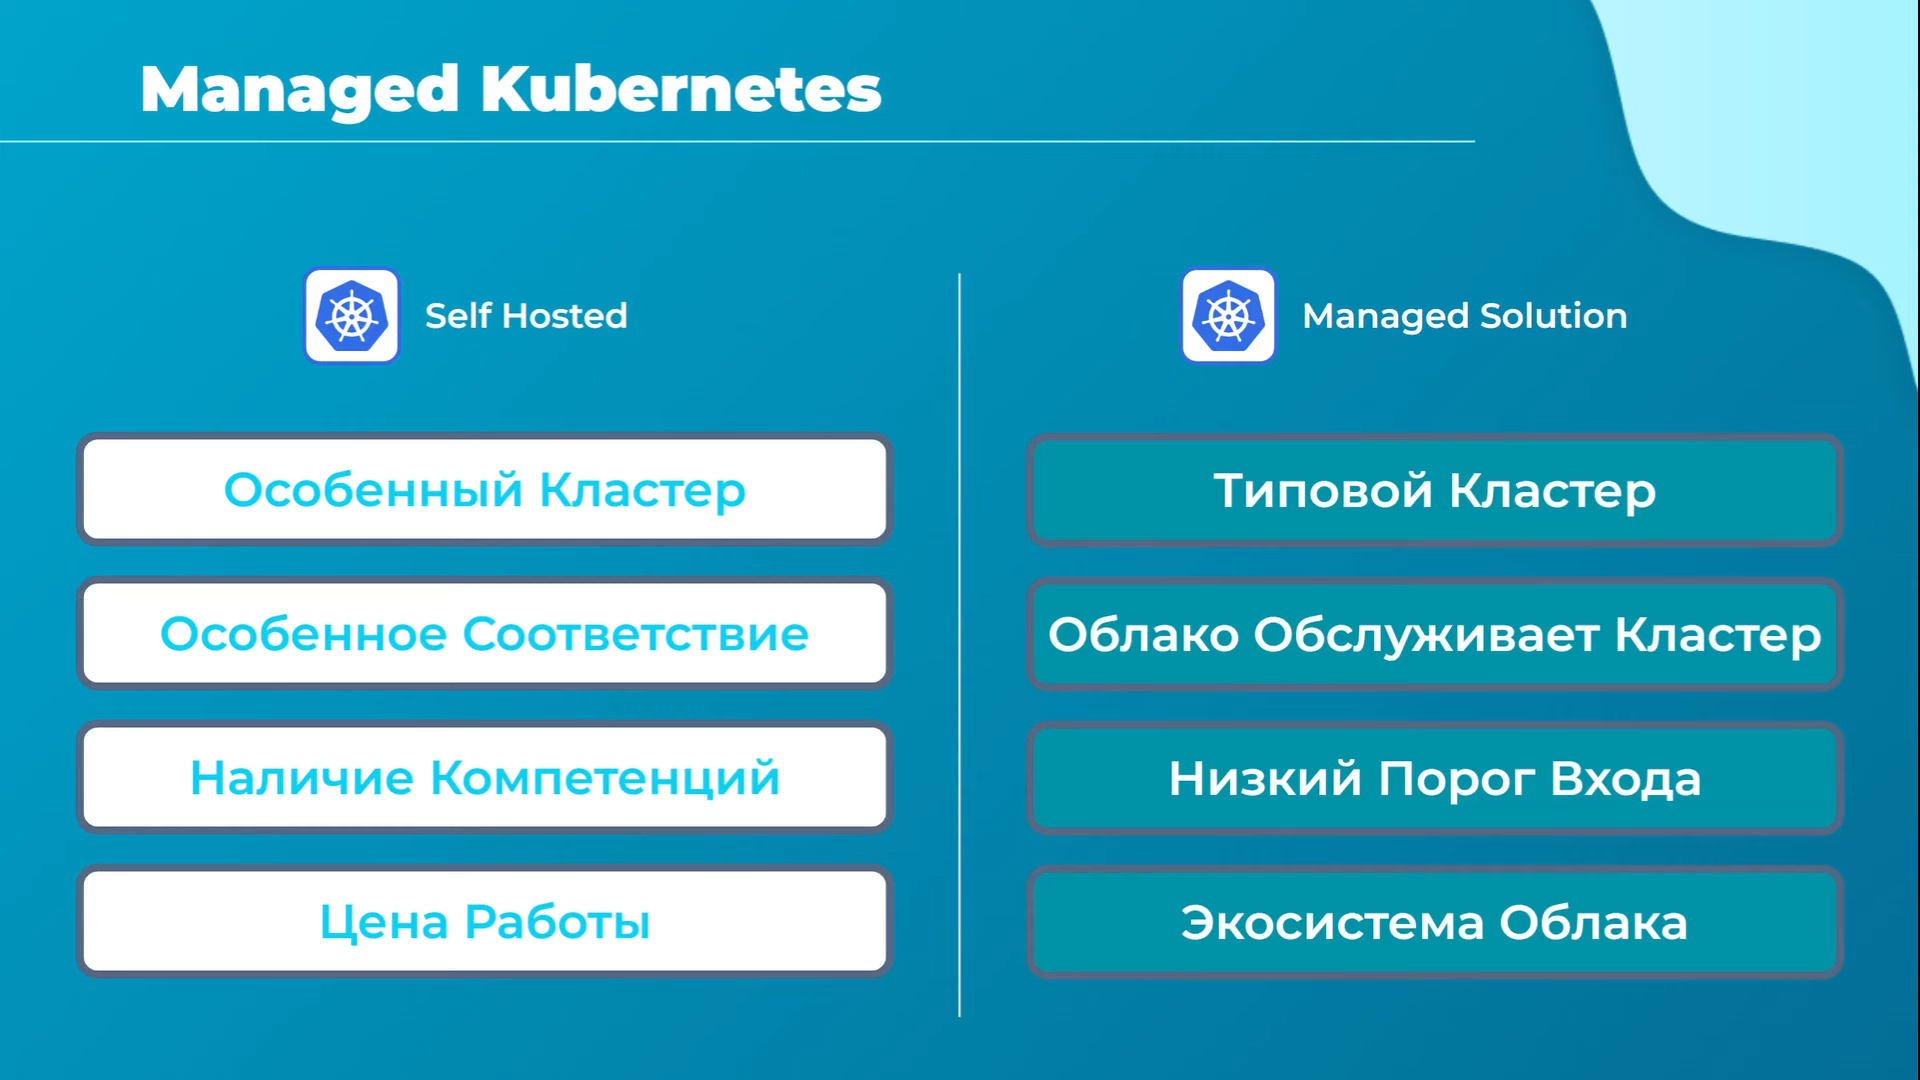 Managed Kubernetes
Self Hosted
Особенный Кластер
Особенное Соответствие
Наличие Компетенций
Цена Работы
Managed Solution
Типовой Кластер
Облако Обслуживает Кластер
Низкий Порог Входа
Экосистема Облака